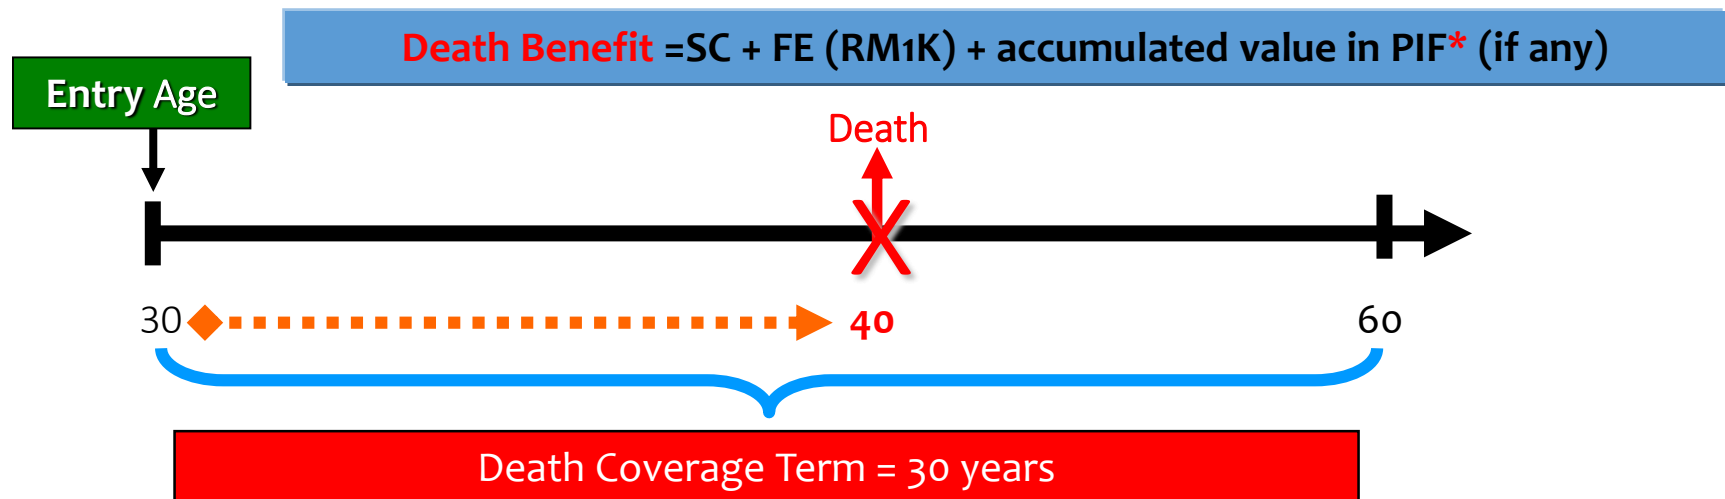 Death Benefit =SC + FE (RM1K) + accumulated value in PIF* (if any)
Entry Age
Death
30
40
60
Death Coverage Term = 30 years